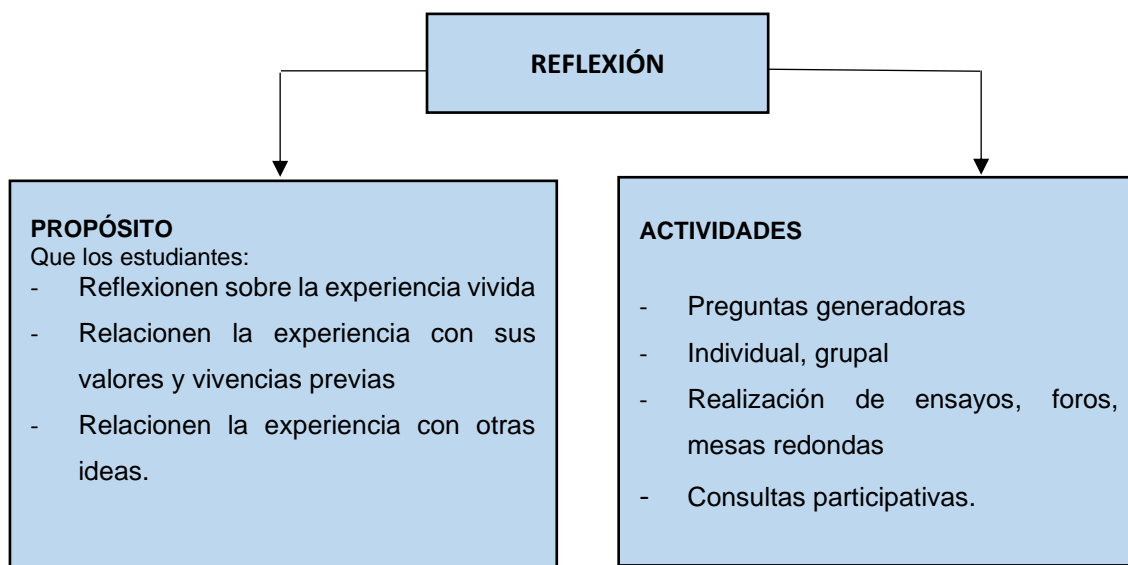 REFLEXIÓN
PROPÓSITO
Que los estudiantes:
- Reflexionen sobre la experiencia vivida
- Relacionen la experiencia con sus
valores y vivencias previas
- Relacionen la experiencia con otras
ideas.
ACTIVIDADES
- Preguntas generadoras
- Individual, grupal
- Realización de ensayos, foros,
mesas redondas
- Consultas participativas.